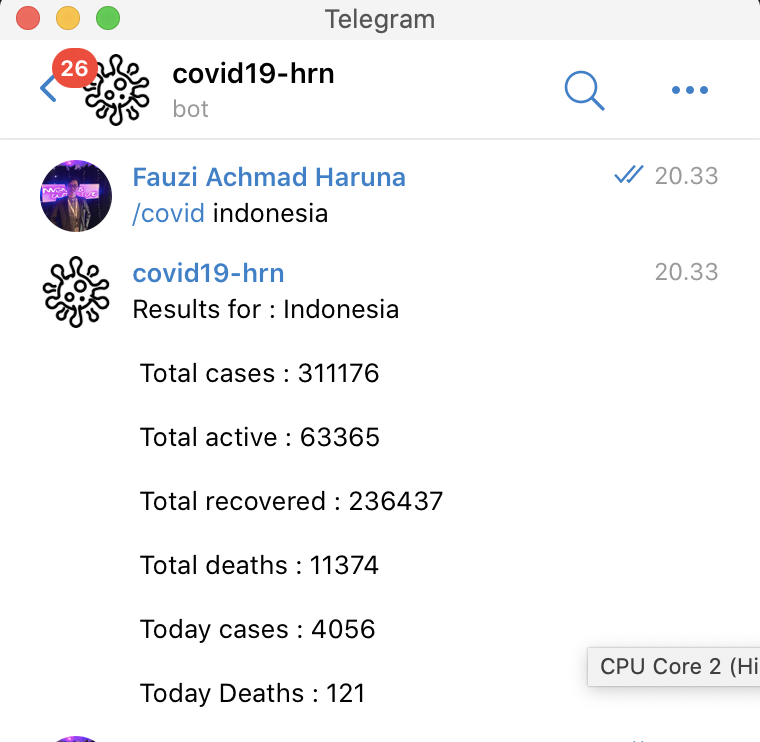 Telegram
26
covid19-hrn
bot
Fauzi Achmad Haruna
20.33
/covid indonesia
covid19-hrn
20.33
Results for : Indonesia
Total cases : 311176
Total active : 63365
Total recovered : 236437
Total deaths : 11374
Today cases : 4056
CPU Core 2 (Hi
Today Deaths : 121